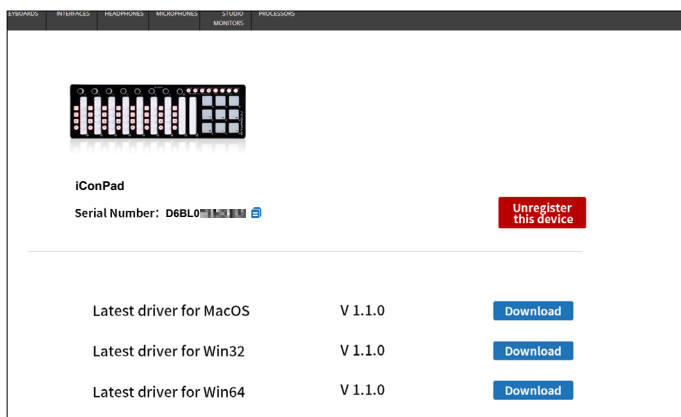 INTERFACES HEADPHONES MICROPHONES STUDIO PROCESSORS
MONITORS
iConPad
Serial Number: D6BL0
Unregister
this device
Latest driver for MacOS V 1.1.0 Download
Latest driver for Win32 V 1.1.0 Download
Latest driver for Win64 V 1.1.0 Download